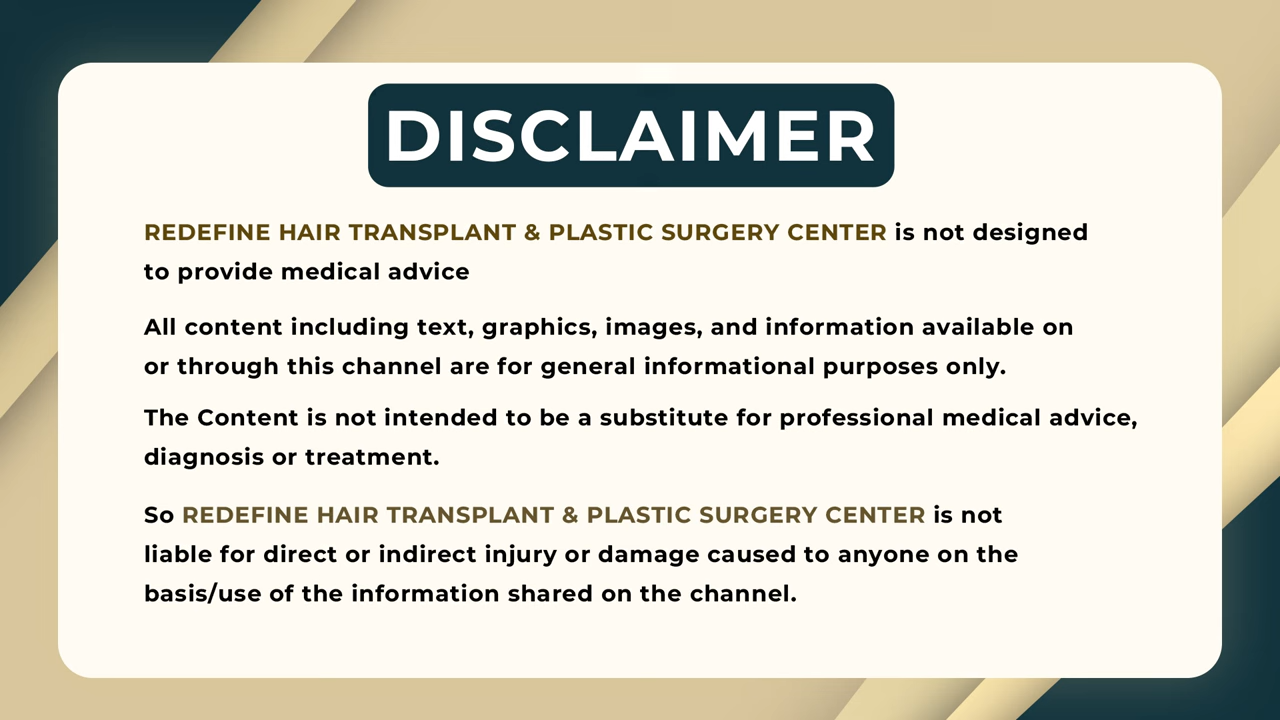 DISCLAIMER
REDEFINE HAIR TRANSPLANT & PLASTIC SURGERY CENTER is not designed
to provide medical advice
All content including text, graphics, images, and information available on
or through this channel are for general informational purposes only.
The Content is not intended to be a substitute for professional medical advice,
diagnosis or treatment.
So REDEFINE HAIR TRANSPLANT & PLASTIC SURGERY CENTER is not
liable for direct or indirect injury or damage caused to anyone on the
basis/use of the information shared on the channel.